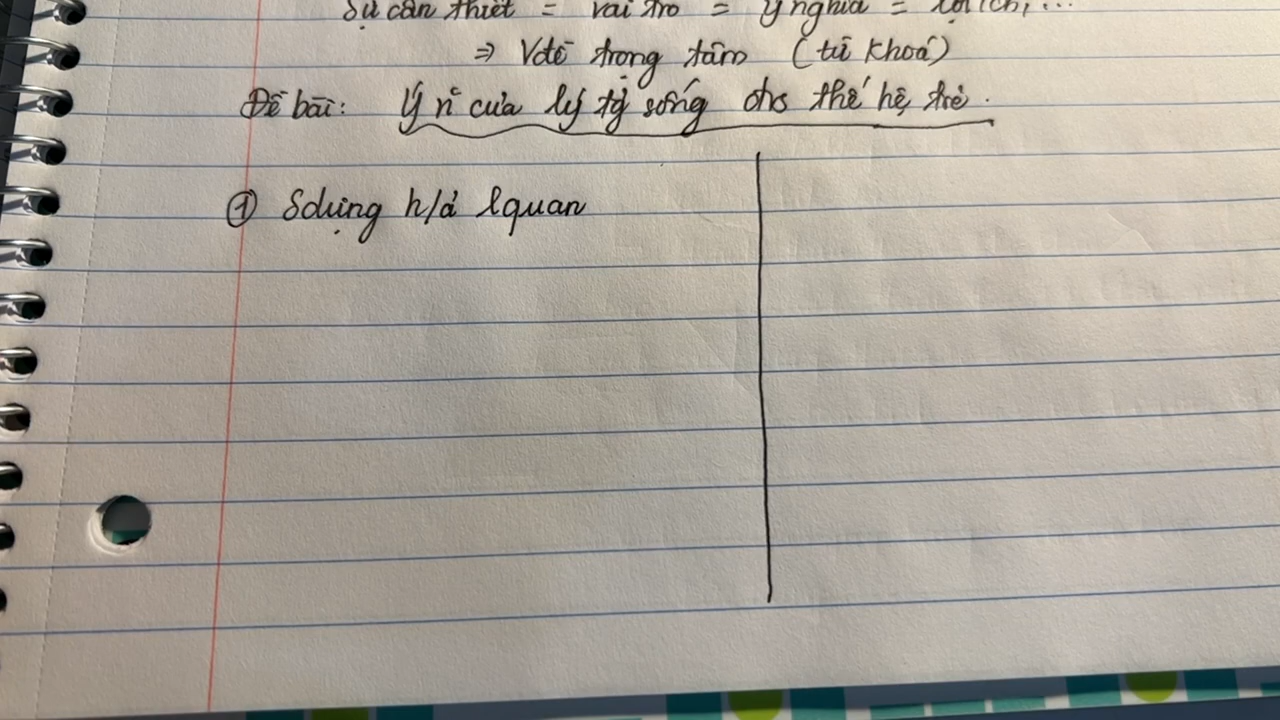 Sự cần thiết = vai trò = ý nghĩa = lợi ích,...
⇒ Vđề trọng tâm (từ khoá)
Đề bài: Ý n̄ của lý tg̉ sống đvs thế hệ trẻ.
① Sdụng h/ả lquan